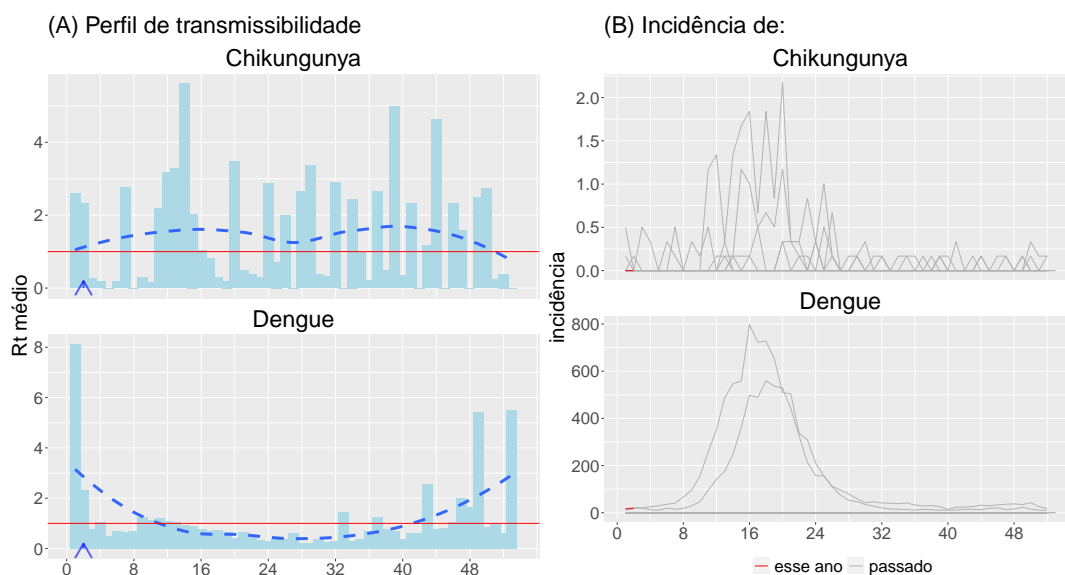 (A) Perfil de transmissibilidade
Chikungunya
4
2
0
Dengue
8
6
4
2
0
Rt médio
0 8 16 24 32 40 48
(B) Incidência de:
Chikungunya
2.0
1.5
1.0
0.5
0.0
Dengue
800
600
400
200
0
incidência
0 8 16 24 32 40 48
esse ano passado